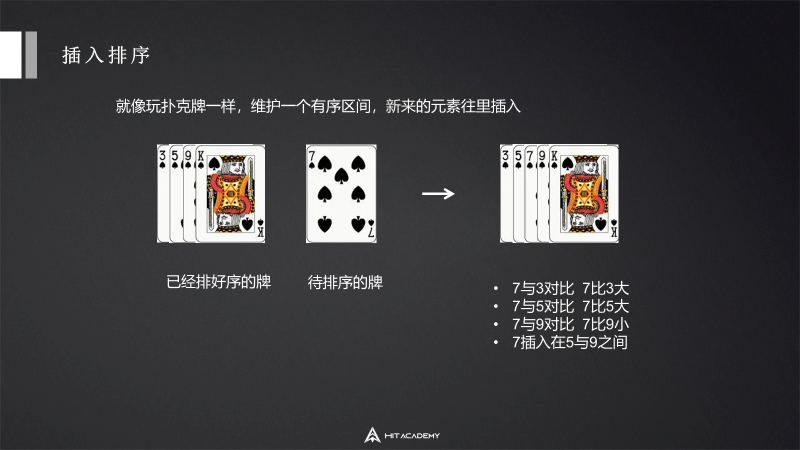 插入排序
就像玩扑克牌一样，维护一个有序区间，新来的元素往里插入
3 5 9 K K
7 7
3 5 7 9 K K
→
已经排好序的牌
待排序的牌
• 7与3对比 7比3大
• 7与5对比 7比5大
• 7与9对比 7比9小
• 7插入在5与9之间
HIT ACADEMY